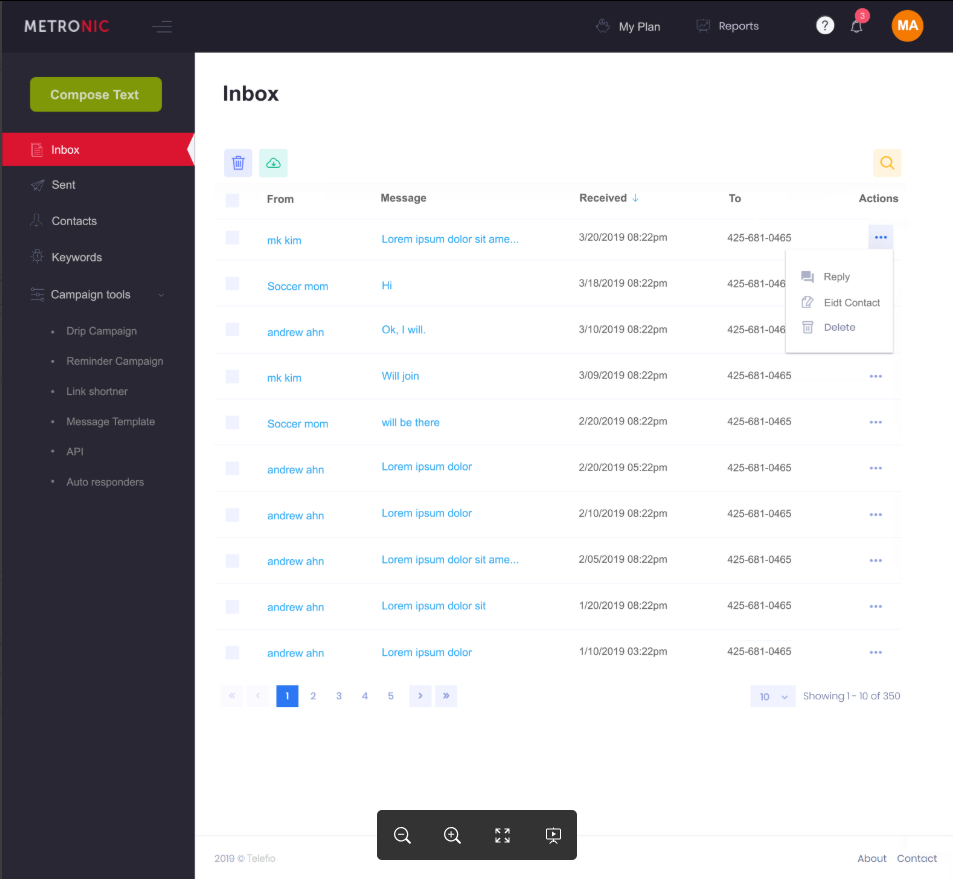 METRONIC
My Plan
Reports
?
3
MA
Compose Text
Inbox
Sent
Contacts
Keywords
Campaign tools
Drip Campaign
Reminder Campaign
Link shortner
Message Template
API
Auto responders
Inbox
From Message Received ↓ To Actions
mk kim Lorem ipsum dolor sit ame... 3/20/2019 08:22pm 425-681-0465 •••
Reply
Eidt Contact
Delete
Soccer mom Hi 3/18/2019 08:22pm 425-681-046
andrew ahn Ok, I will. 3/10/2019 08:22pm 425-681-046
mk kim Will join 3/09/2019 08:22pm 425-681-0465 •••
Soccer mom will be there 2/20/2019 08:22pm 425-681-0465 •••
andrew ahn Lorem ipsum dolor 2/20/2019 05:22pm 425-681-0465 •••
andrew ahn Lorem ipsum dolor 2/10/2019 08:22pm 425-681-0465 •••
andrew ahn Lorem ipsum dolor sit ame... 2/05/2019 08:22pm 425-681-0465 •••
andrew ahn Lorem ipsum dolor sit 1/20/2019 08:22pm 425-681-0465 •••
andrew ahn Lorem ipsum dolor 1/10/2019 03:22pm 425-681-0465 •••
« ‹ 1 2 3 4 5 › » 10 Showing 1 - 10 of 350
2019 © Telefio About Contact